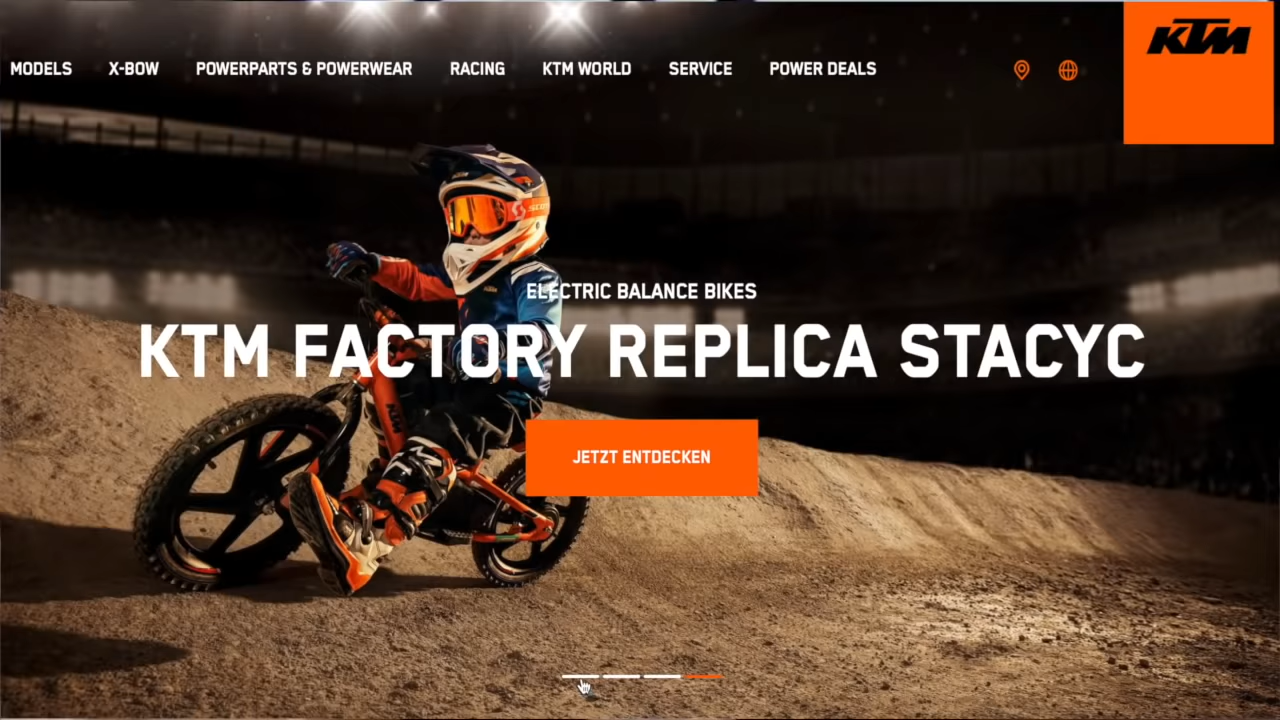 KTM
MODELS X-BOW POWERPARTS & POWERWEAR RACING KTM WORLD SERVICE POWER DEALS
ELECTRIC BALANCE BIKES
KTM FACTORY REPLICA STACYC
JETZT ENTDECKEN
KTM